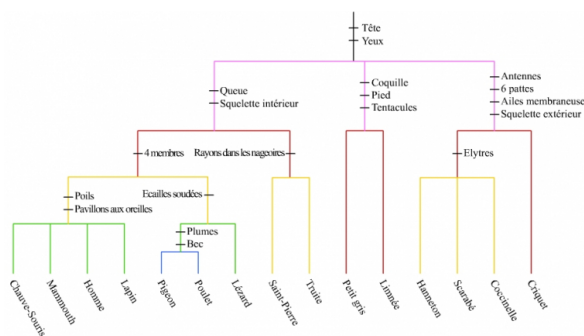 Tête
Yeux
Queue
Squelette intérieur
Coquille
Pied
Tentacules
Antennes
6 pattes
Ailes membraneuse
Squelette extérieur
4 membres
Rayons dans les nageoires
Elytres
Poils
Pavillons aux oreilles
Ecailles soudées
Plumes
Bec
Chauve-Souris
Mammouth
Homme
Lapin
Pigeon
Poulet
Lézard
Saint-Pierre
Truite
Petit gris
Limnée
Hanneton
Scarabé
Coccinelle
Criquet